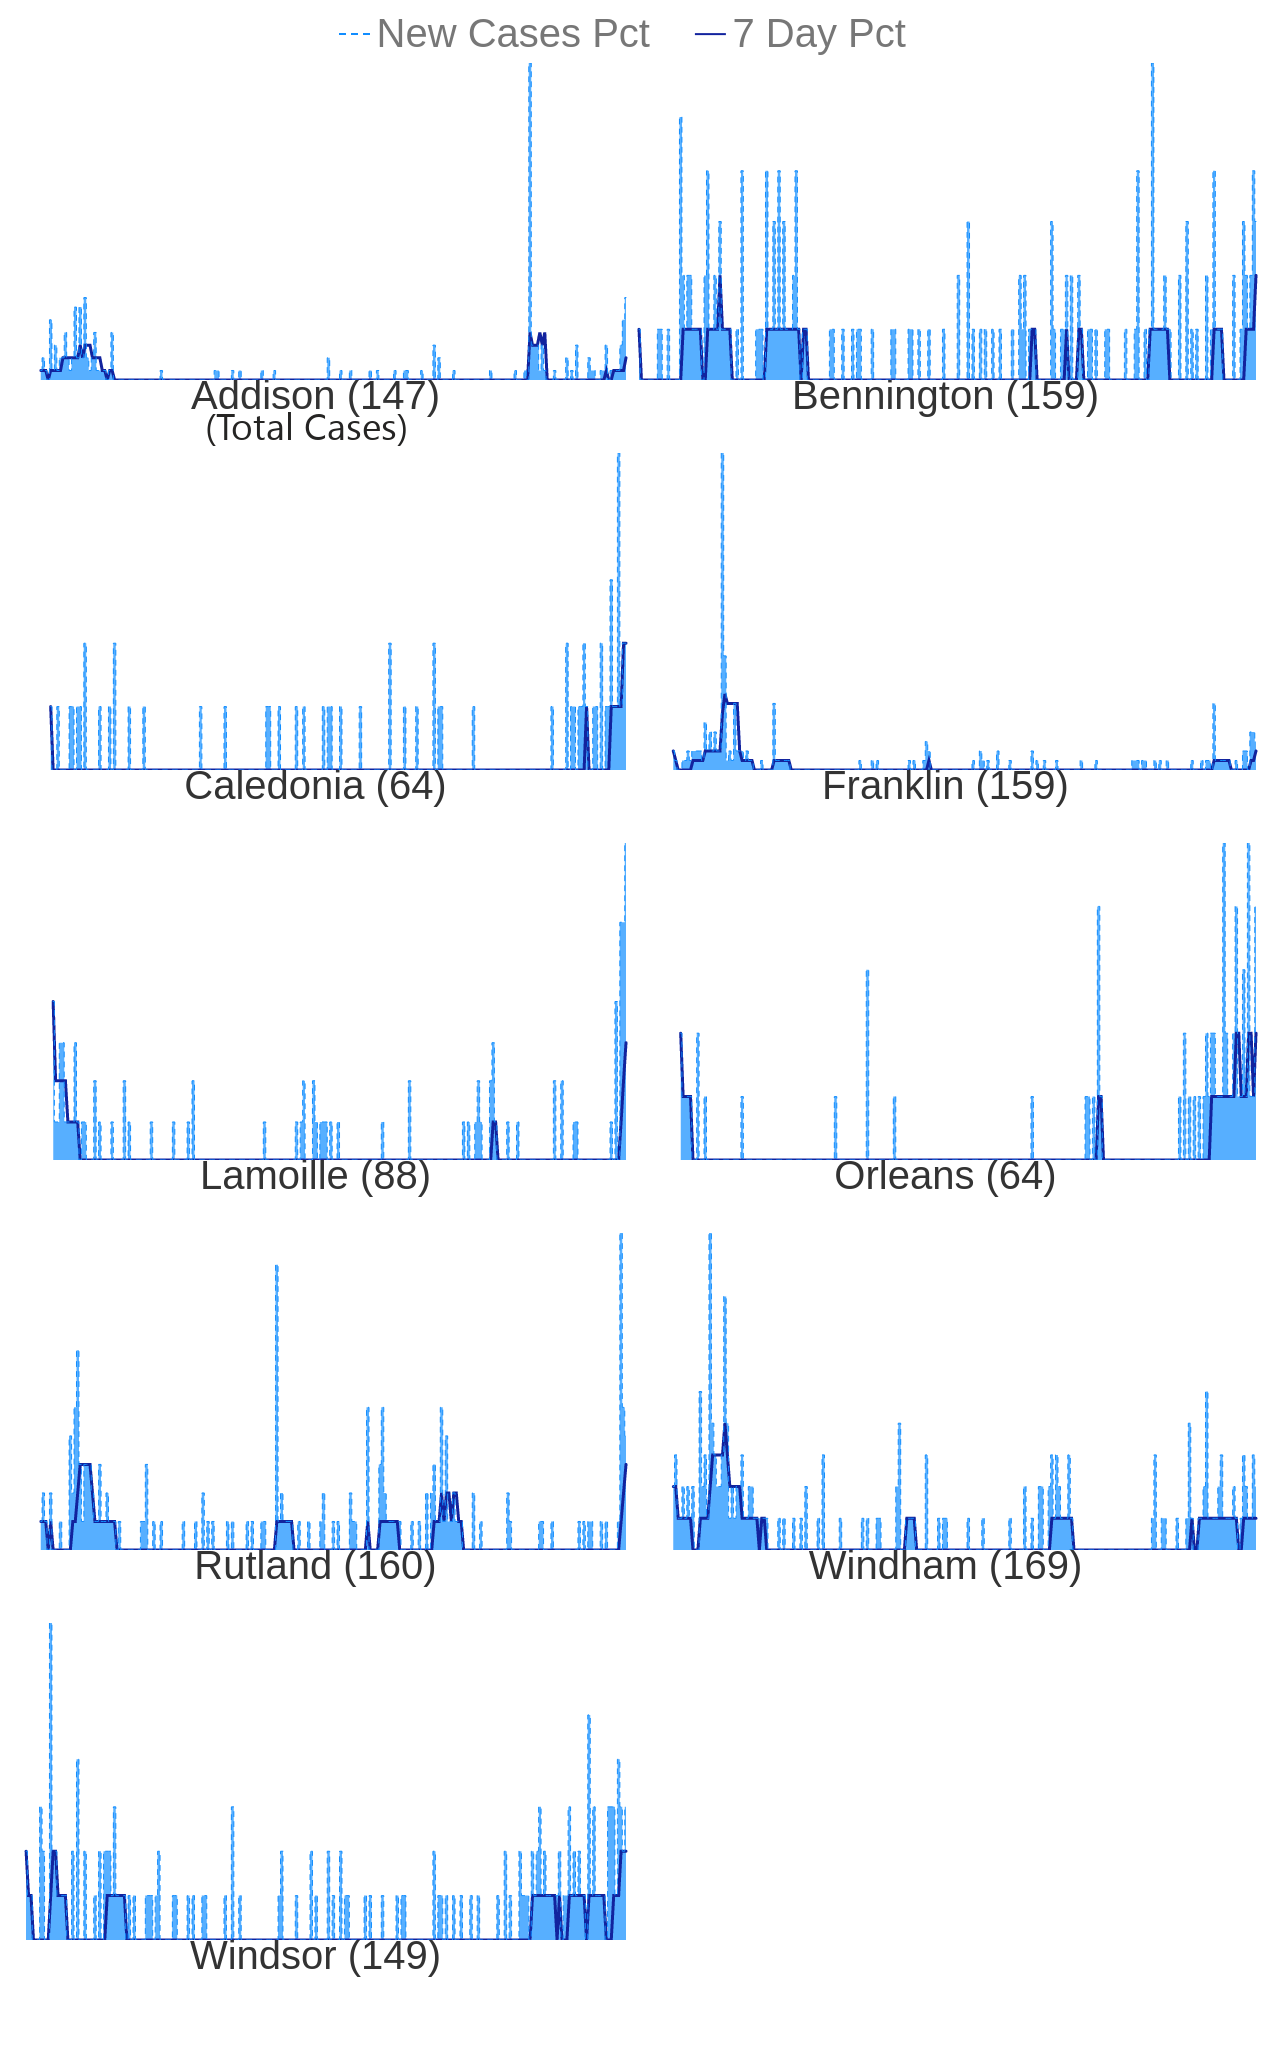 New Cases Pct 7 Day Pct
Addison (147) Bennington (159)
(Total Cases)
Caledonia (64) Franklin (159)
Lamoille (88) Orleans (64)
Rutland (160) Windham (169)
Windsor (149)